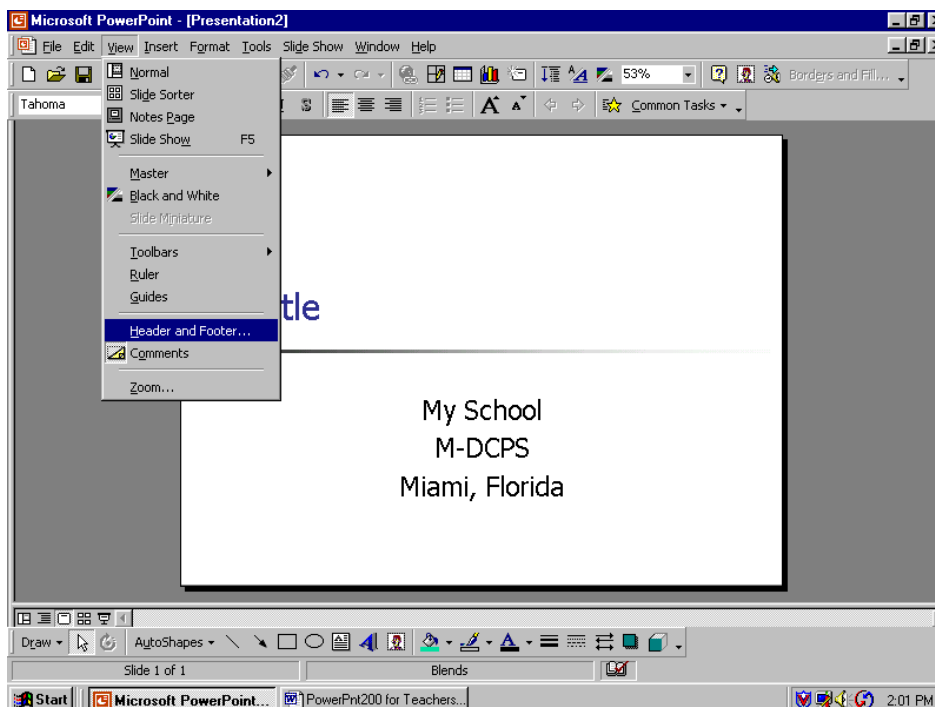 Microsoft PowerPoint - [Presentation2]
File Edit View Insert Format Tools Slide Show Window Help
53% Borders and Fill...
Tahoma S A A Common Tasks
Normal
Slide Sorter
Notes Page
Slide Show F5
Master
Black and White
Slide Miniature
Toolbars
Ruler
Guides
Header and Footer...
Comments
Zoom...
tle
My School
M-DCPS
Miami, Florida
Draw AutoShapes A
Slide 1 of 1 Blends
Start Microsoft PowerPoint... PowerPnt200 for Teachers... 2:01 PM